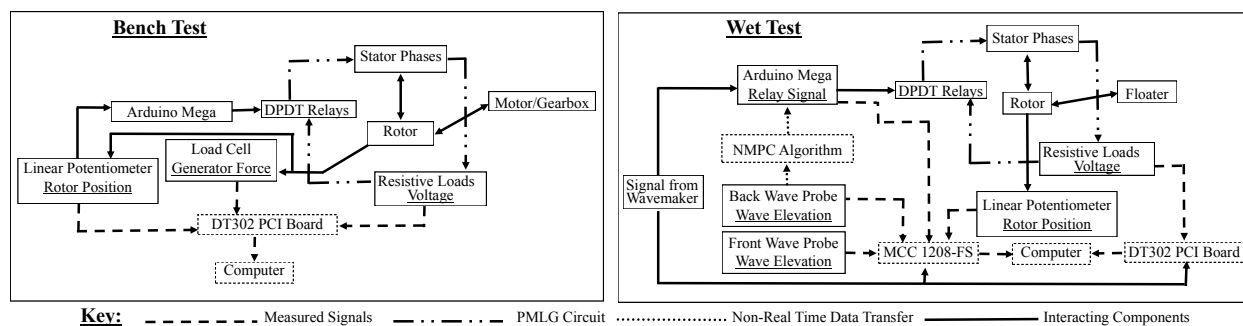 Bench Test
Stator Phases
Arduino Mega
DPDT Relays
Motor/Gearbox
Rotor
Load Cell
Generator Force
Linear Potentiometer
Rotor Position
Resistive Loads
Voltage
DT302 PCI Board
Computer
Wet Test
Stator Phases
Arduino Mega
Relay Signal
DPDT Relays
Floater
Rotor
NMPC Algorithm
Resistive Loads
Voltage
Signal from
Wavemaker
Back Wave Probe
Wave Elevation
Linear Potentiometer
Rotor Position
Front Wave Probe
Wave Elevation
MCC 1208-FS
Computer
DT302 PCI Board
Key:
Measured Signals
PMLG Circuit
Non-Real Time Data Transfer
Interacting Components